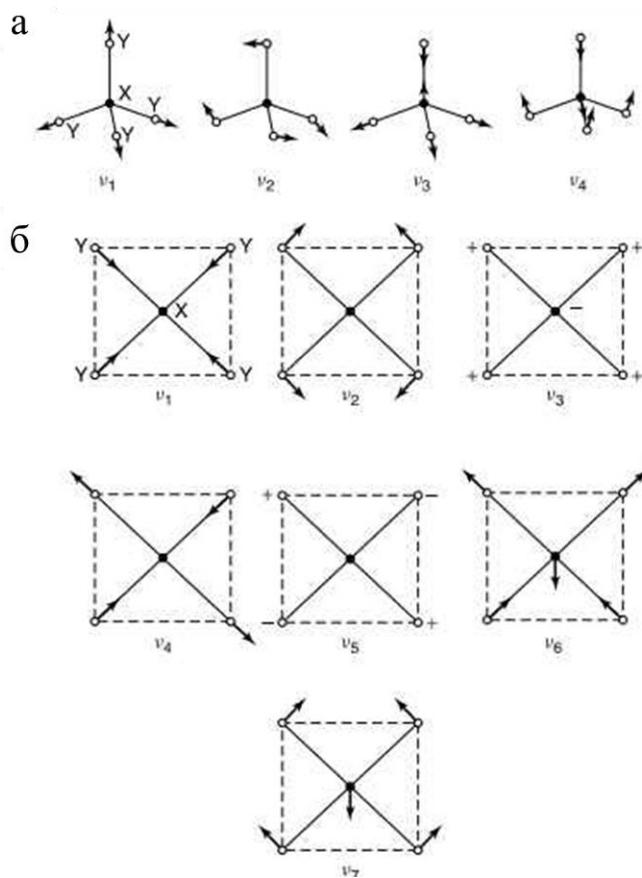 а
Y
X
Y
Y
Y
ν₁ ν₂ ν₃ ν₄
б
Y Y
X
Y Y
+ +
−
+ +
ν₁ ν₂ ν₃
+ −
− +
ν₄ ν₅ ν₆
ν₇